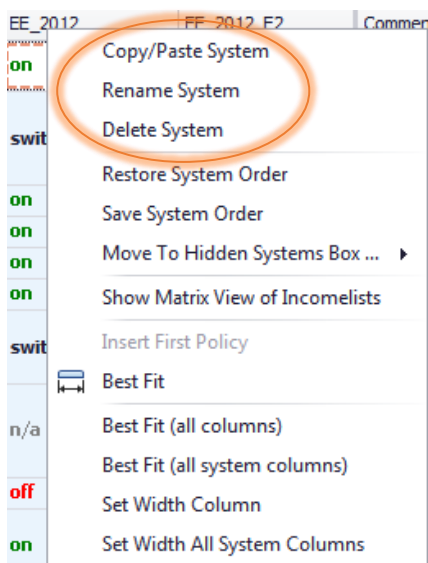 EE_2012 EE_2012_E2 Commen
on
Copy/Paste System
Rename System
Delete System
swit
Restore System Order
on
Save System Order
on
Move To Hidden Systems Box ...
on
on
Show Matrix View of Incomelists
swit
Insert First Policy
Best Fit
n/a
Best Fit (all columns)
Best Fit (all system columns)
off
Set Width Column
on
Set Width All System Columns